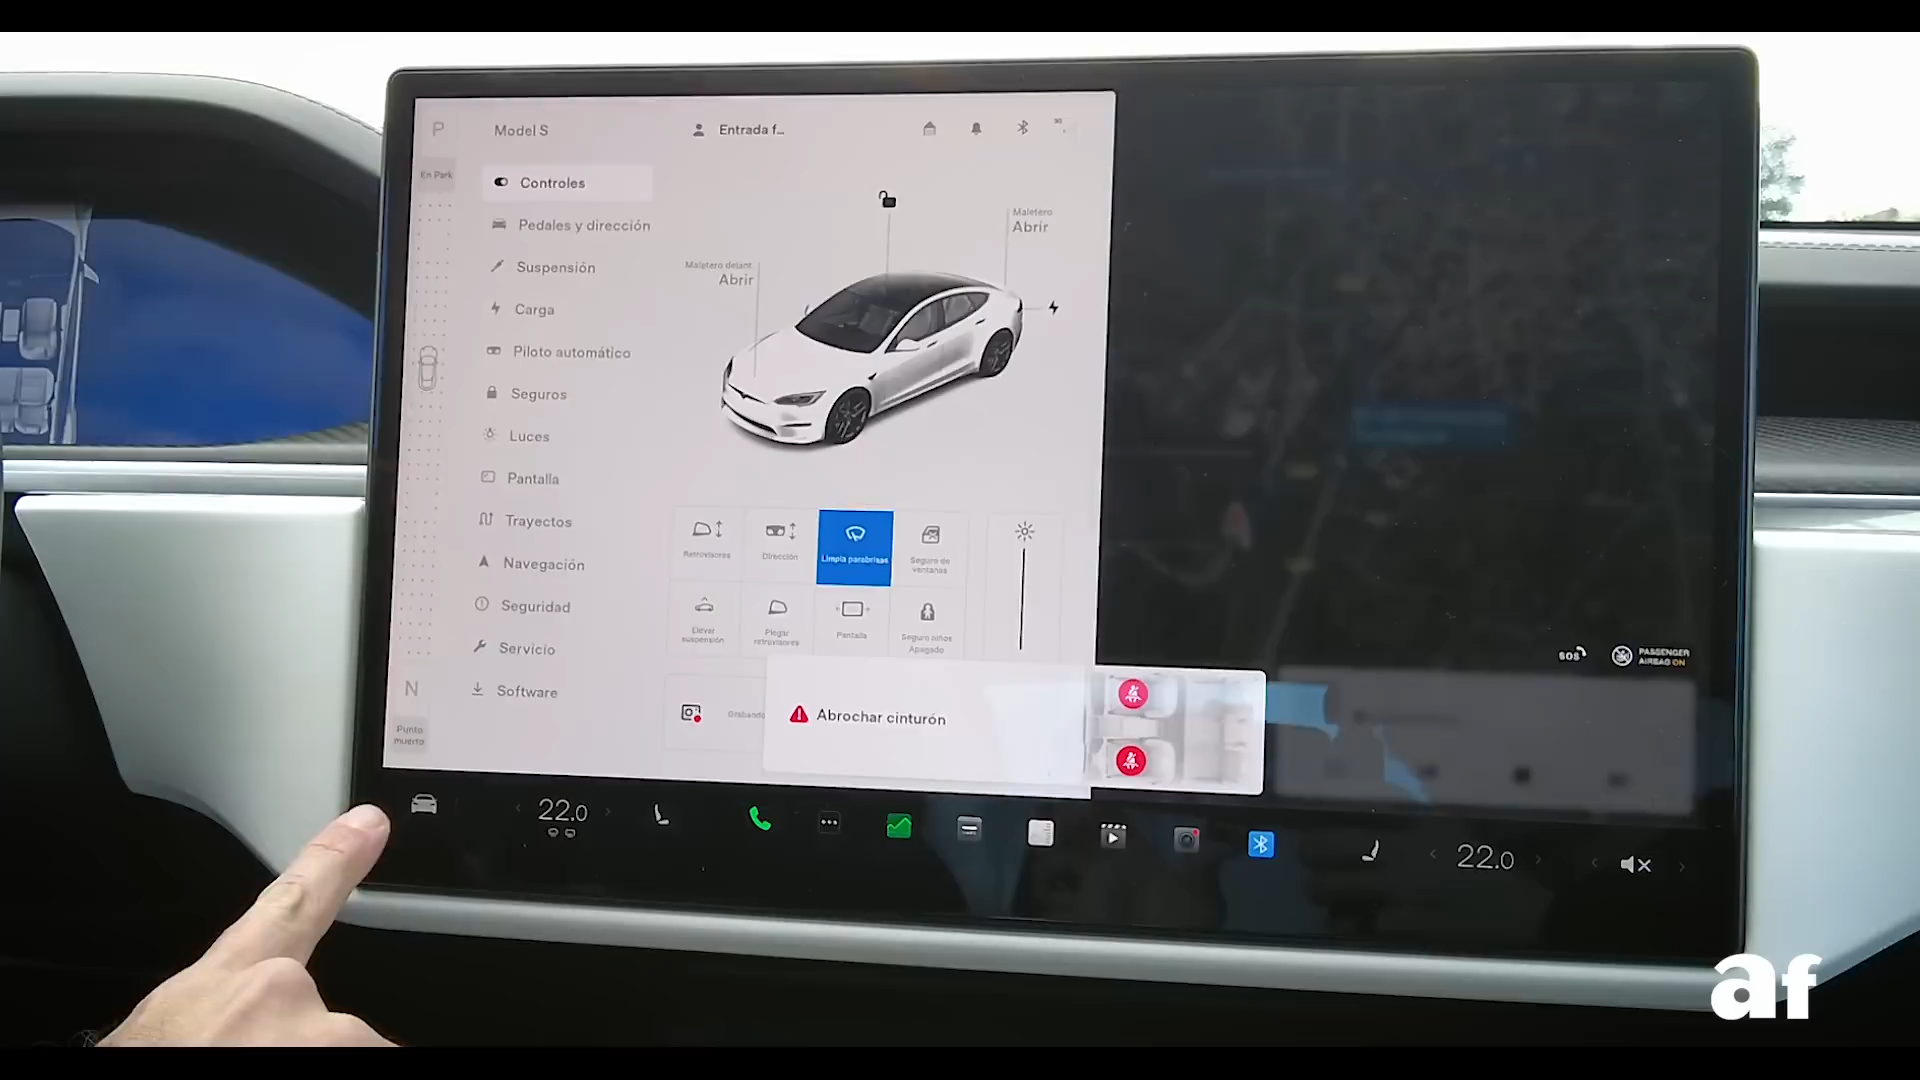 P
Model S
Entrada f...
En Park
Controles
Pedales y dirección
Suspensión
Carga
Piloto automático
Seguros
Luces
Pantalla
Trayectos
Navegación
Seguridad
Servicio
Software
Maletero
Abrir
Maletero delant.
Abrir
Retrovisores
Dirección
Limpia parabrisas
Seguro de
ventanas
Elevar
suspensión
Plegar
retrovisores
Pantalla
Seguro niños
Apagado
N
Punto
muerto
Grabando
Abrochar cinturón
SOS
PASSENGER
AIRBAG ON
22.0
22.0
af